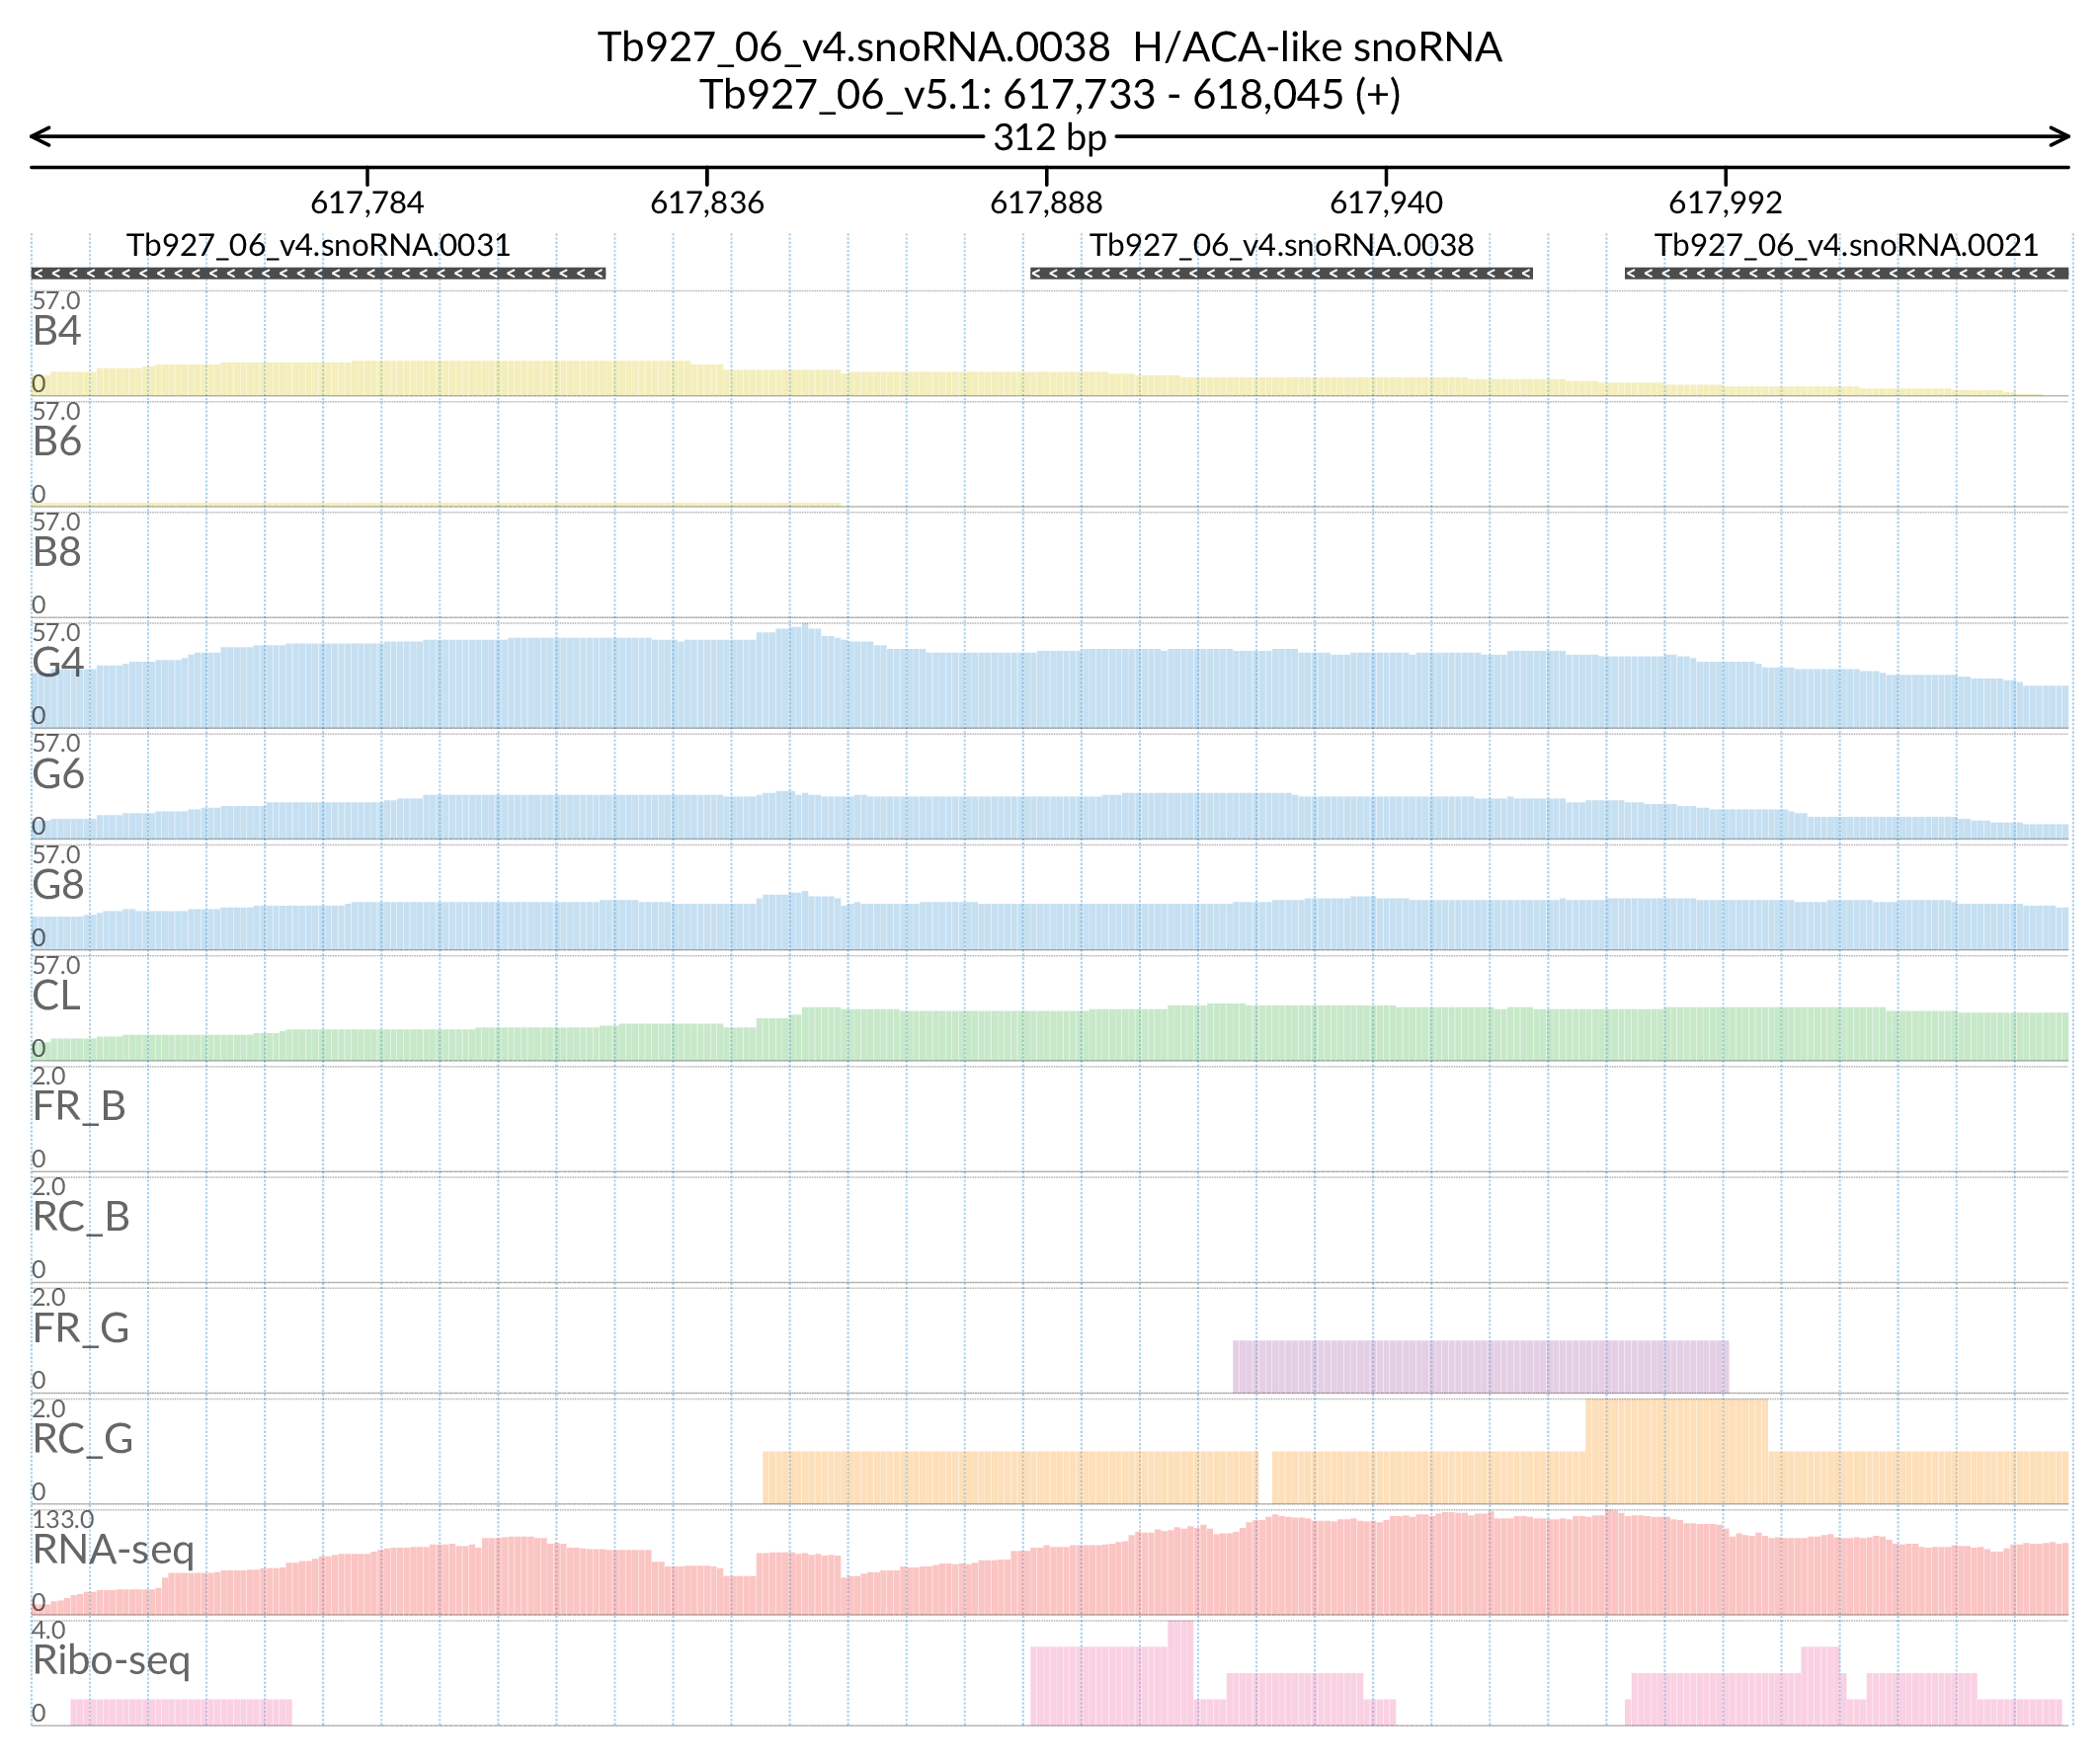 Tb927_06_v4.snoRNA.0038 H/ACA-like snoRNA
Tb927_06_v5.1: 617,733 - 618,045 (+)
312 bp
617,784 617,836 617,888 617,940 617,992
Tb927_06_v4.snoRNA.0031 Tb927_06_v4.snoRNA.0038 Tb927_06_v4.snoRNA.0021
57.0
B4
0
57.0
B6
0
57.0
B8
0
57.0
G4
0
57.0
G6
0
57.0
G8
0
57.0
CL
0
2.0
FR_B
0
2.0
RC_B
0
2.0
FR_G
0
2.0
RC_G
0
133.0
RNA-seq
0
4.0
Ribo-seq
0